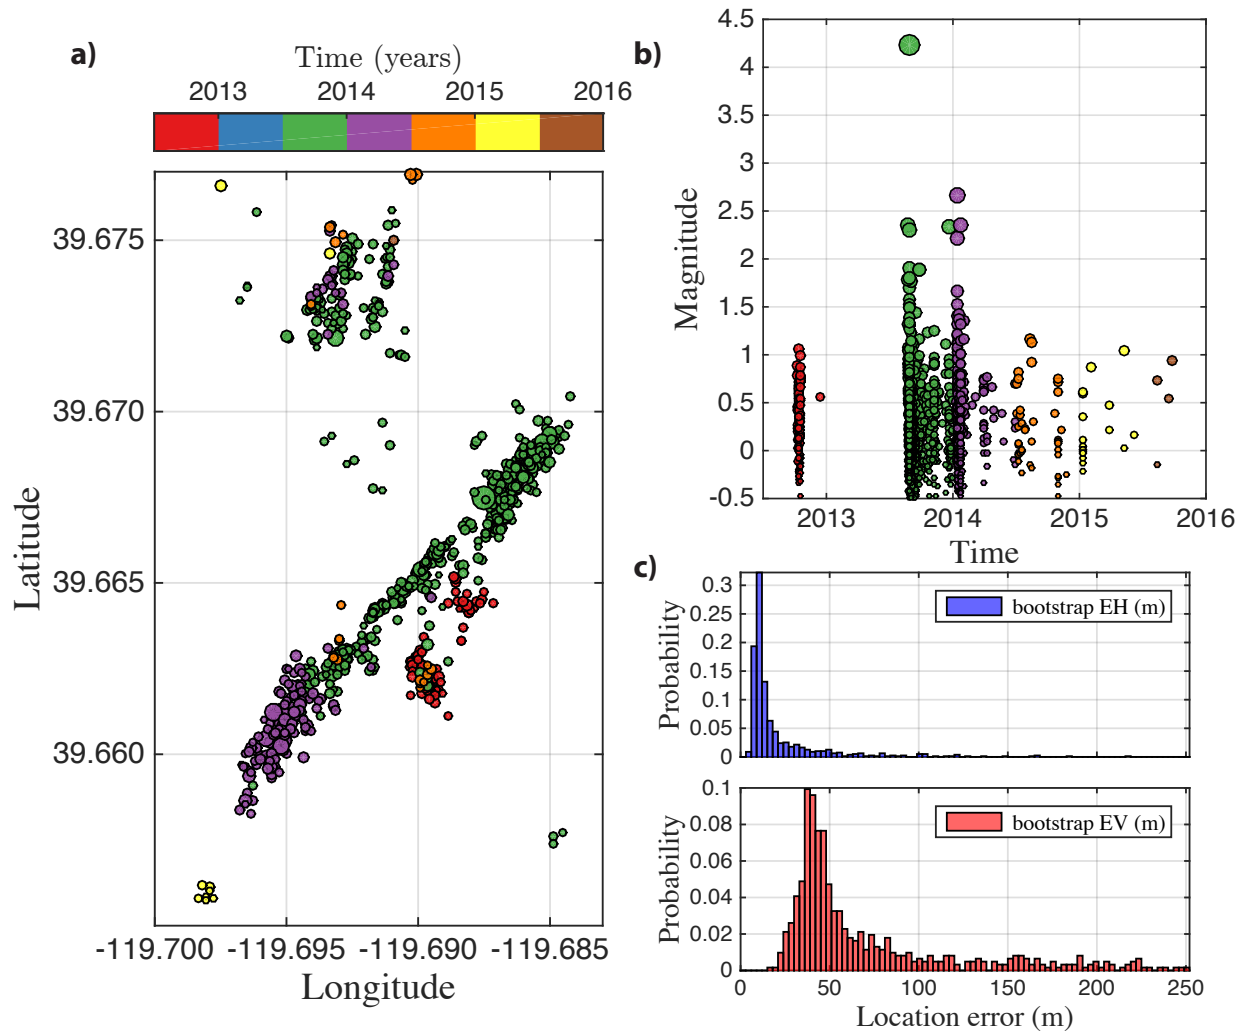 a)
Time (years)
2013 2014 2015 2016
39.675
39.670
39.665
39.660
Latitude
-119.700 -119.695 -119.690 -119.685
Longitude
b)
4.5
4
3.5
3
2.5
2
1.5
1
0.5
0
-0.5
Magnitude
2013 2014 2015 2016
Time
c)
0.3
0.25
0.2
0.15
0.1
0.05
0
Probability
bootstrap EH (m)
0.1
0.08
0.06
0.04
0.02
0
Probability
bootstrap EV (m)
0 50 100 150 200 250
Location error (m)